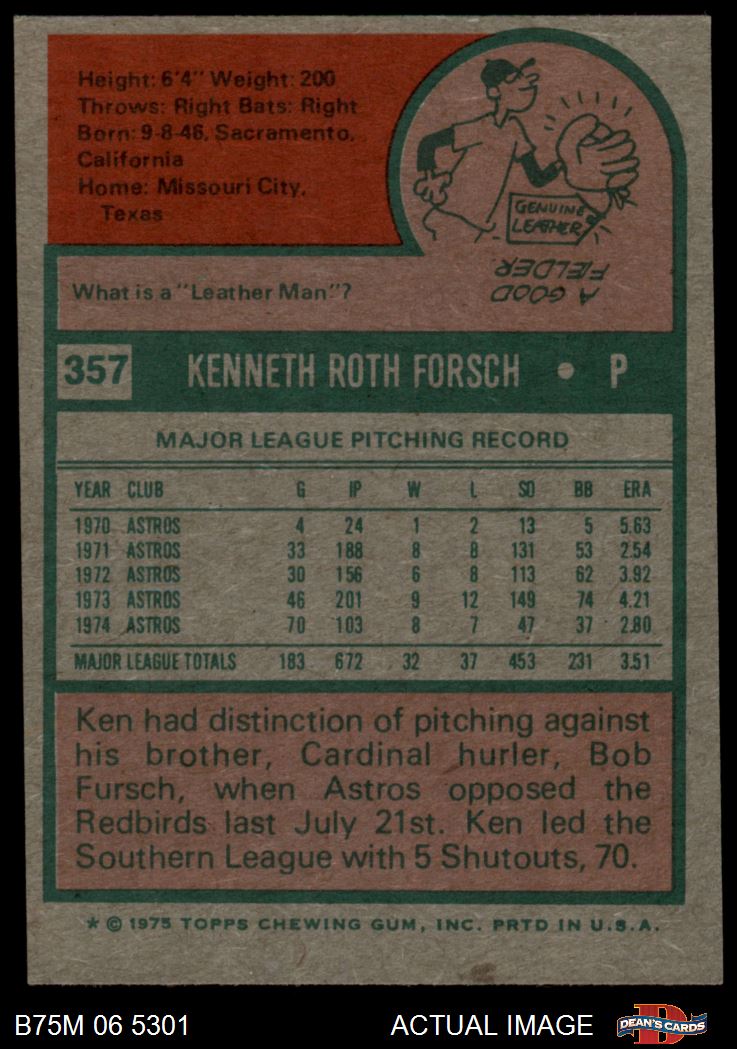 Height: 6'4" Weight: 200
Throws: Right Bats: Right
Born: 9-8-46, Sacramento,
California
Home: Missouri City,
Texas
GENUINE
LEATHER
What is a "Leather Man"?
A GOOD
FIELDER.
357 KENNETH ROTH FORSCH • P
MAJOR LEAGUE PITCHING RECORD
YEAR CLUB G IP W L SO BB ERA
1970 ASTROS 4 24 1 2 13 5 5.63
1971 ASTROS 33 188 8 8 131 53 2.54
1972 ASTROS 30 156 6 8 113 62 3.92
1973 ASTROS 46 201 9 12 149 74 4.21
1974 ASTROS 70 103 8 7 47 37 2.80
MAJOR LEAGUE TOTALS 183 672 32 37 453 231 3.51
Ken had distinction of pitching against
his brother, Cardinal hurler, Bob
Fursch, when Astros opposed the
Redbirds last July 21st. Ken led the
Southern League with 5 Shutouts, 70.
* © 1975 TOPPS CHEWING GUM, INC. PRTD IN U.S.A.
B75M 06 5301 ACTUAL IMAGE D DEAN'S CARDS